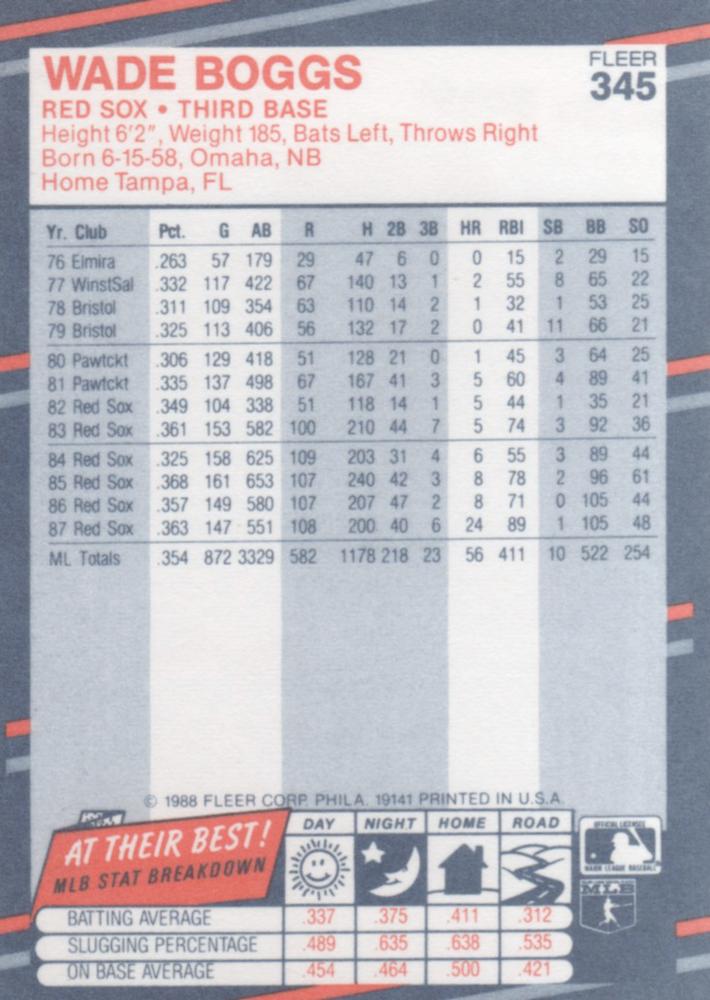 WADE BOGGS
FLEER
345
RED SOX • THIRD BASE
Height 6'2", Weight 185, Bats Left, Throws Right
Born 6-15-58, Omaha, NB
Home Tampa, FL
Yr. Club Pct. G AB R H 2B 3B HR RBI SB BB SO
76 Elmira .263 57 179 29 47 6 0 0 15 2 29 15
77 WinstSal .332 117 422 67 140 13 1 2 55 8 65 22
78 Bristol .311 109 354 63 110 14 2 1 32 1 53 25
79 Bristol .325 113 406 56 132 17 2 0 41 11 66 21
80 Pawtckt .306 129 418 51 128 21 0 1 45 3 64 25
81 Pawtckt .335 137 498 67 167 41 3 5 60 4 89 41
82 Red Sox .349 104 338 51 118 14 1 5 44 1 35 21
83 Red Sox .361 153 582 100 210 44 7 5 74 3 92 36
84 Red Sox .325 158 625 109 203 31 4 6 55 3 89 44
85 Red Sox .368 161 653 107 240 42 3 8 78 2 96 61
86 Red Sox .357 149 580 107 207 47 2 8 71 0 105 44
87 Red Sox .363 147 551 108 200 40 6 24 89 1 105 48
ML Totals .354 872 3329 582 1178 218 23 56 411 10 522 254
© 1988 FLEER CORP. PHILA. 19141 PRINTED IN U.S.A.
AT THEIR BEST!
MLB STAT BREAKDOWN
DAY NIGHT HOME ROAD
OFFICIAL LICENSEE
MAJOR LEAGUE BASEBALL
MLB
BATTING AVERAGE .337 .375 .411 .312
SLUGGING PERCENTAGE .489 .635 .638 .535
ON BASE AVERAGE .454 .464 .500 .421